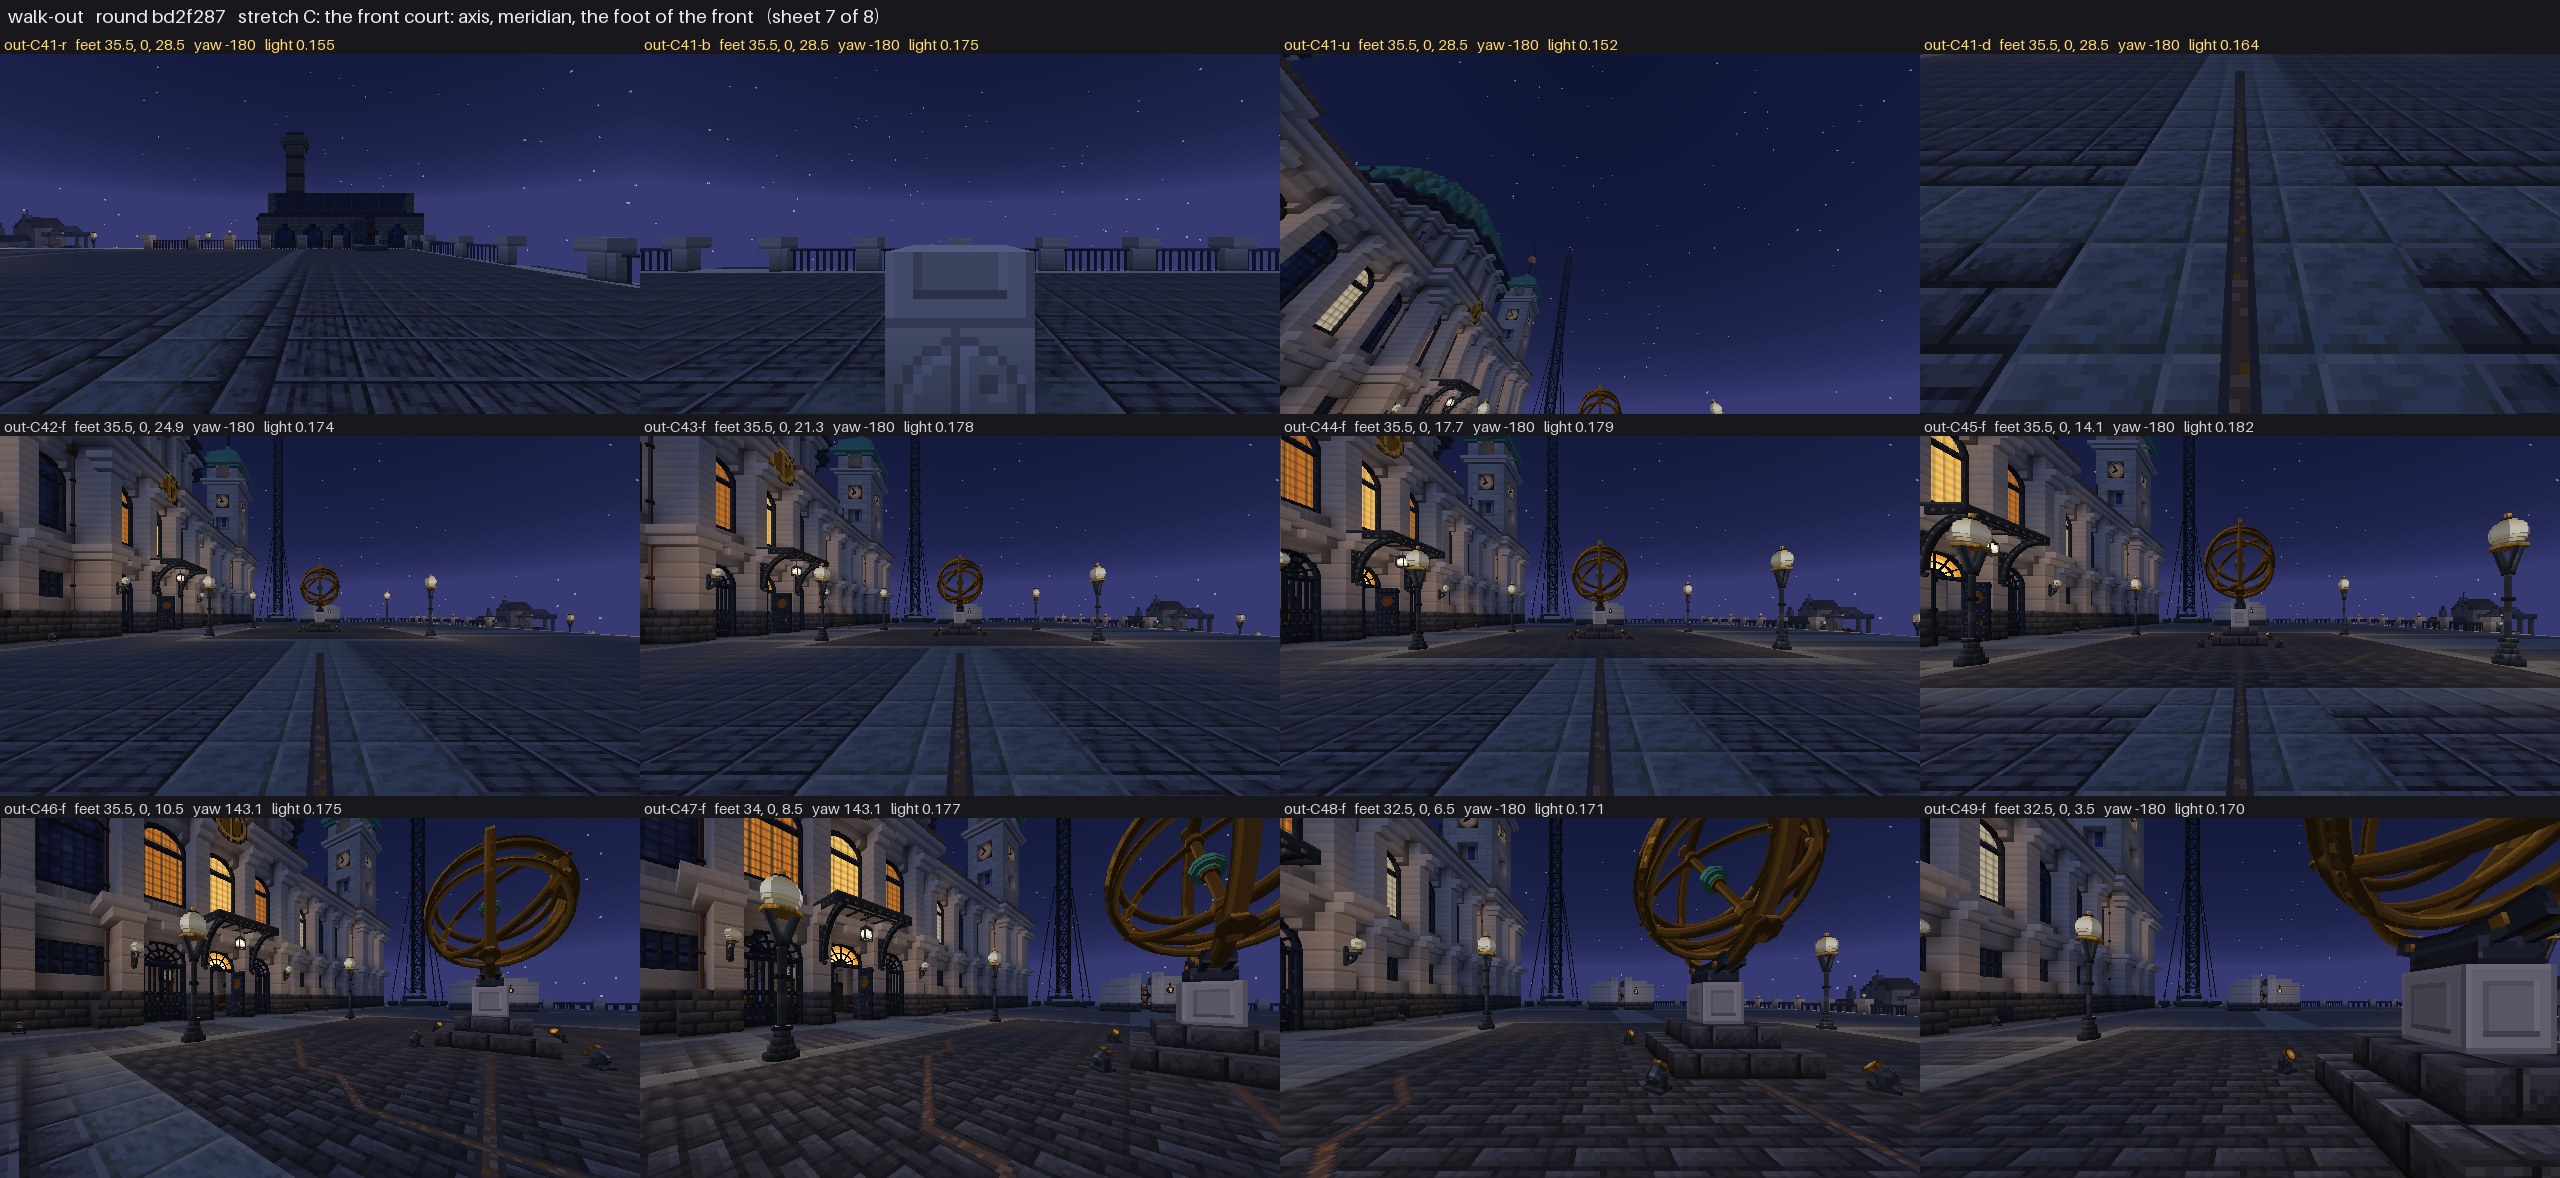 walk-out round bd2f287 stretch C: the front court: axis, meridian, the foot of the front (sheet 7 of 8)
out-C41-r feet 35.5, 0, 28.5 yaw -180 light 0.155
out-C41-b feet 35.5, 0, 28.5 yaw -180 light 0.175
out-C41-u feet 35.5, 0, 28.5 yaw -180 light 0.152
out-C41-d feet 35.5, 0, 28.5 yaw -180 light 0.164
out-C42-f feet 35.5, 0, 24.9 yaw -180 light 0.174
out-C43-f feet 35.5, 0, 21.3 yaw -180 light 0.178
out-C44-f feet 35.5, 0, 17.7 yaw -180 light 0.179
out-C45-f feet 35.5, 0, 14.1 yaw -180 light 0.182
out-C46-f feet 35.5, 0, 10.5 yaw 143.1 light 0.175
out-C47-f feet 34, 0, 8.5 yaw 143.1 light 0.177
out-C48-f feet 32.5, 0, 6.5 yaw -180 light 0.171
out-C49-f feet 32.5, 0, 3.5 yaw -180 light 0.170